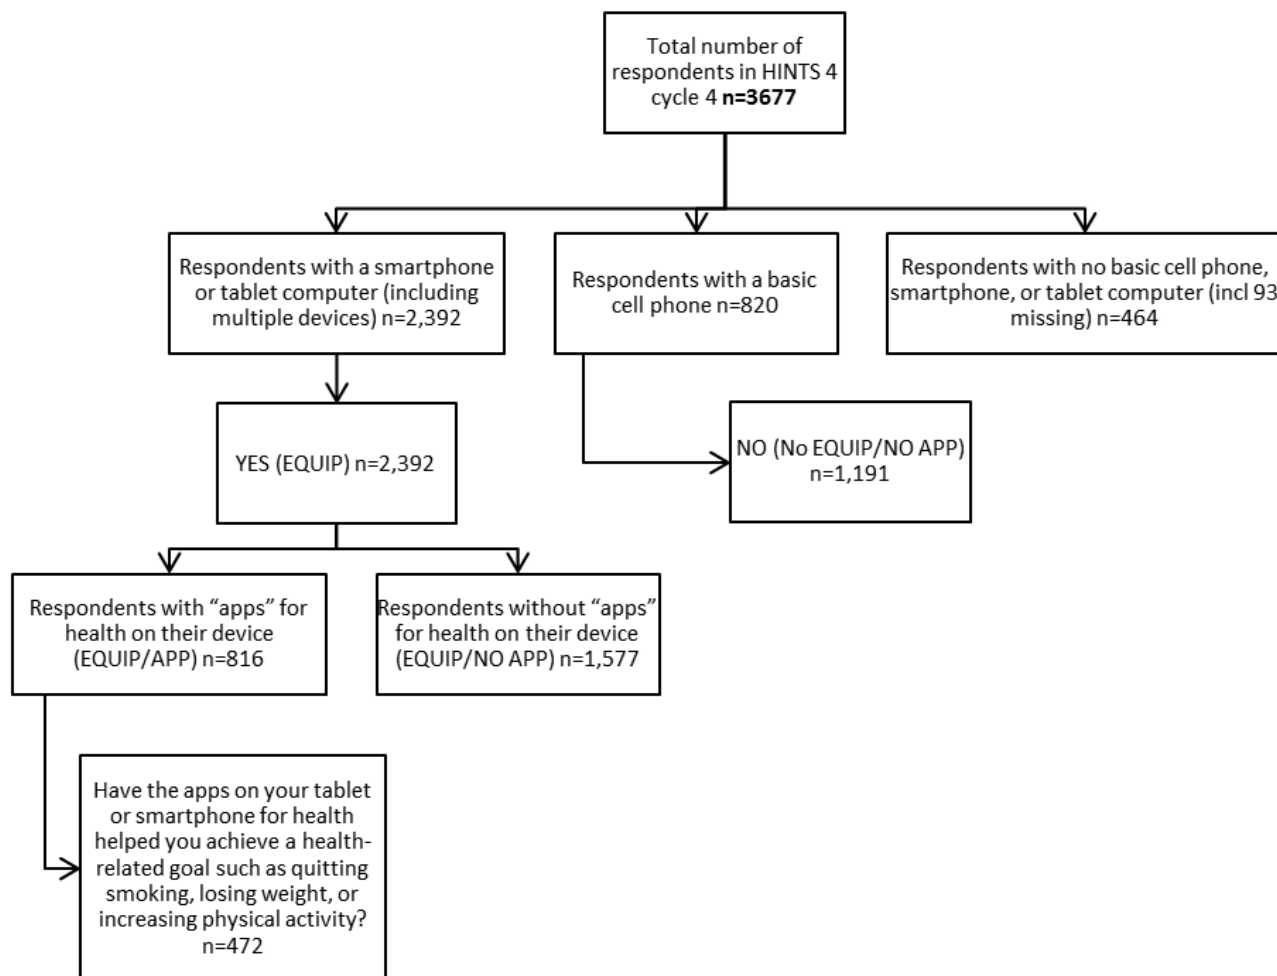 Total number of
respondents in HINTS 4
cycle 4 n=3677
Respondents with a smartphone
or tablet computer (including
multiple devices) n=2,392
Respondents with a basic
cell phone n=820
Respondents with no basic cell phone,
smartphone, or tablet computer (incl 93
missing) n=464
YES (EQUIP) n=2,392
NO (No EQUIP/NO APP)
n=1,191
Respondents with “apps” for
health on their device
(EQUIP/APP) n=816
Respondents without “apps”
for health on their device
(EQUIP/NO APP) n=1,577
Have the apps on your tablet
or smartphone for health
helped you achieve a health-
related goal such as quitting
smoking, losing weight, or
increasing physical activity?
n=472